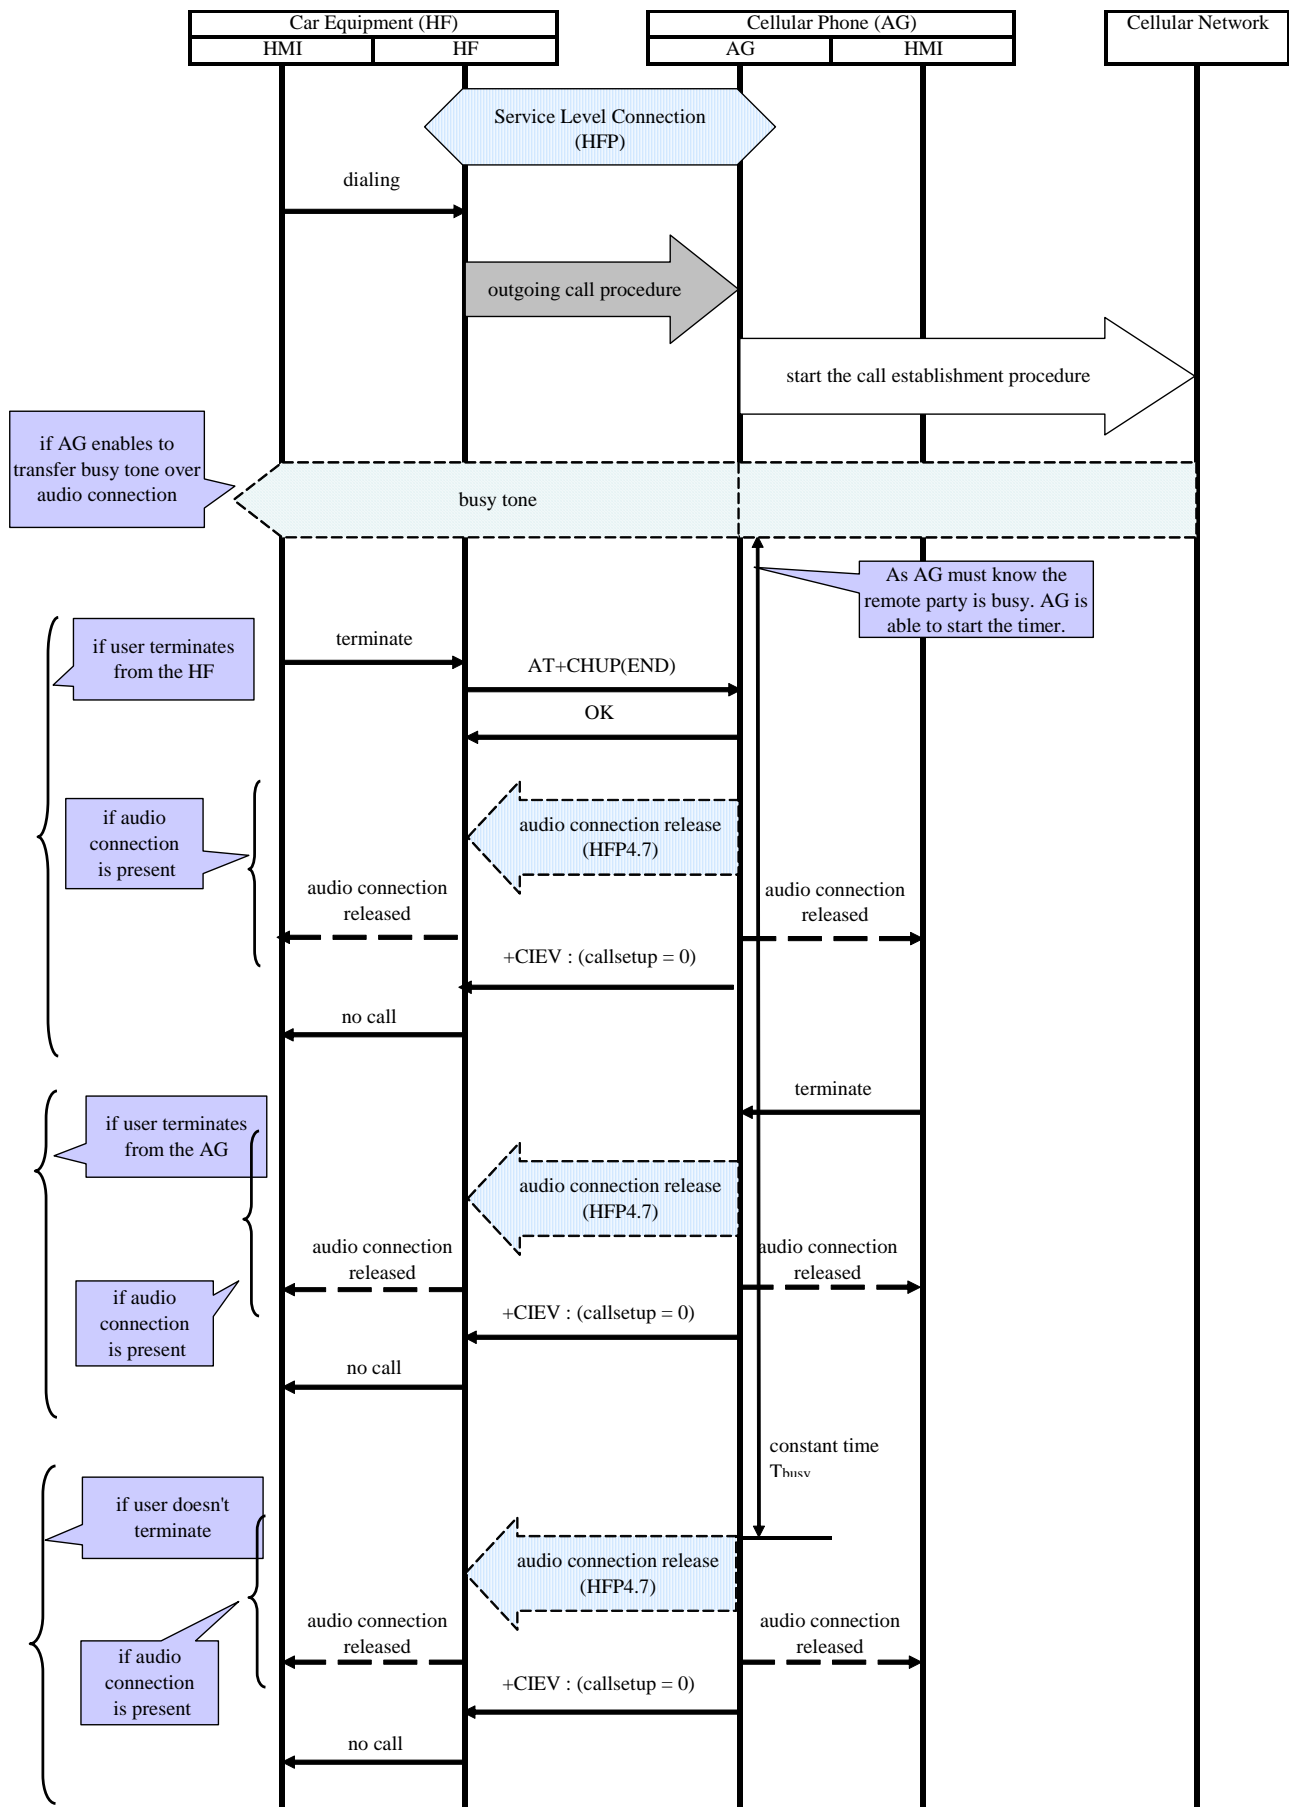 Car Equipment (HF)
Cellular Phone (AG)
Cellular Network
HMI
HF
AG
HMI
Service Level Connection
(HFP)
dialing
outgoing call procedure
start the call establishment procedure
if AG enables to
transfer busy tone over
audio connection
busy tone
As AG must know the
remote party is busy. AG is
able to start the timer.
if user terminates
from the HF
terminate
AT+CHUP(END)
OK
if audio
connection
is present
audio connection release
(HFP4.7)
audio connection
released
audio connection
released
+CIEV : (callsetup = 0)
no call
terminate
if user terminates
from the AG
audio connection release
(HFP4.7)
audio connection
released
audio connection
released
if audio
connection
is present
+CIEV : (callsetup = 0)
no call
constant time
Tbusy
if user doesn't
terminate
audio connection release
(HFP4.7)
audio connection
released
audio connection
released
if audio
connection
is present
+CIEV : (callsetup = 0)
no call